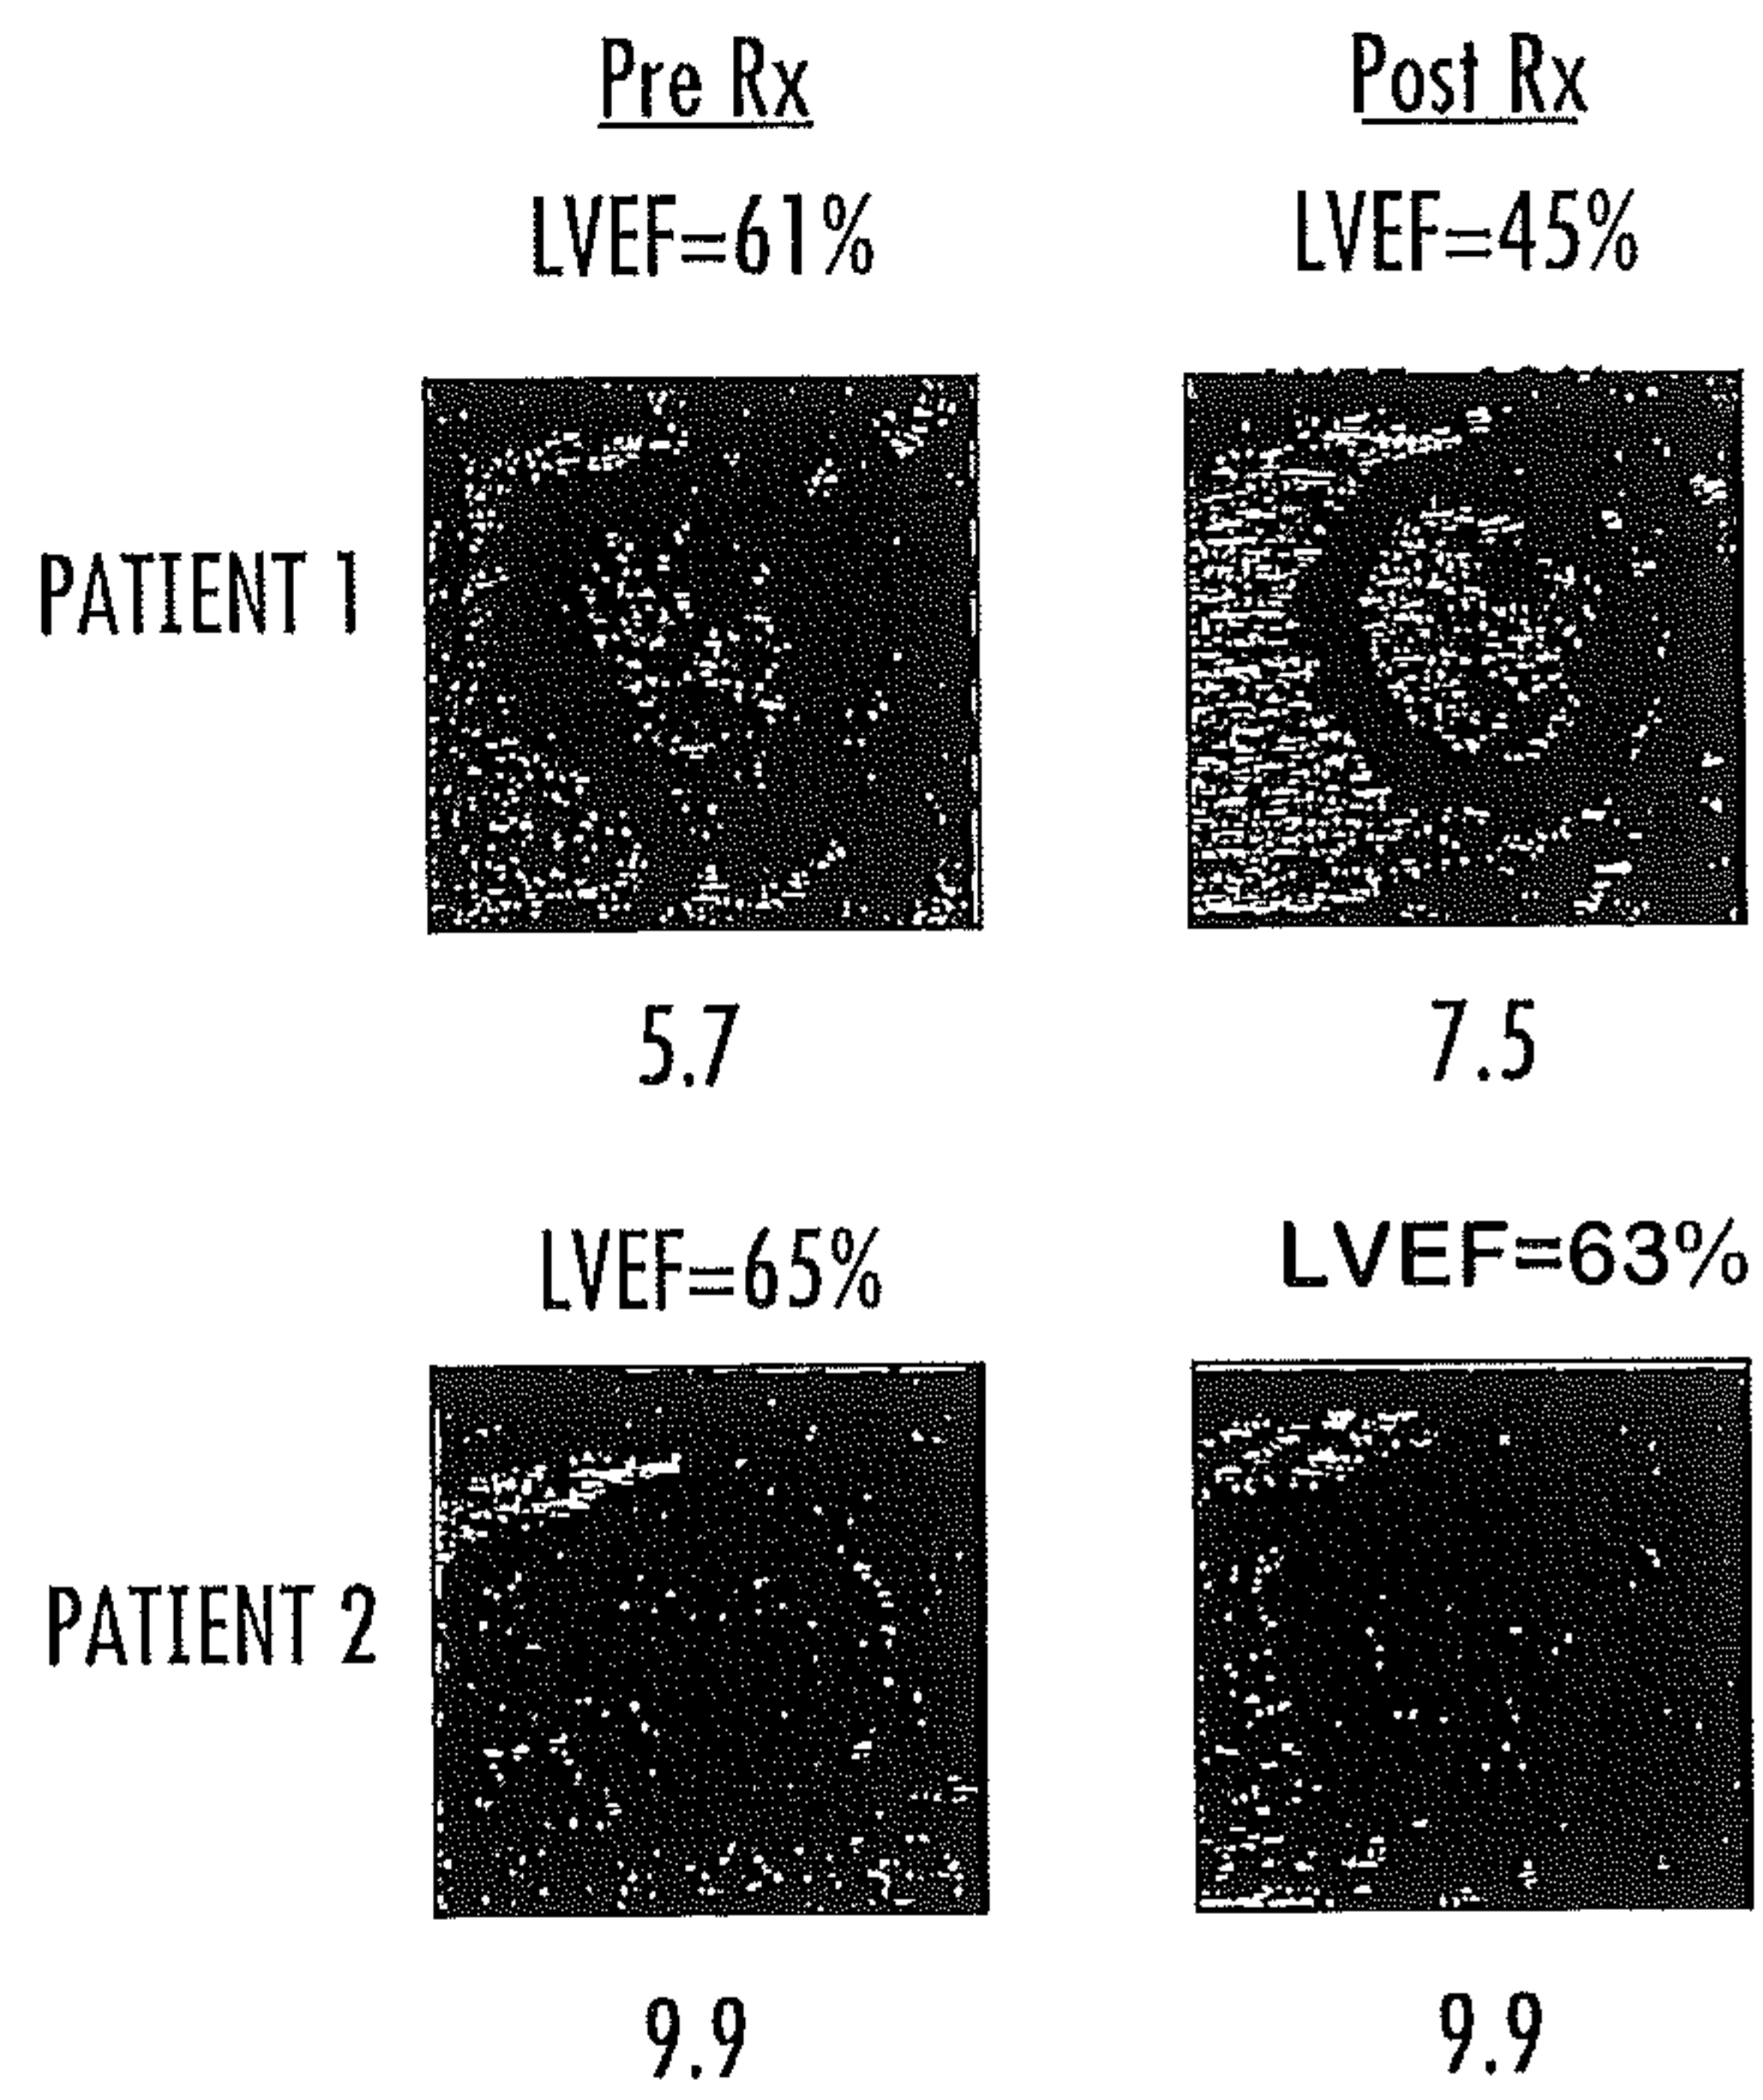 Pre Rx Post Rx
LVEF=61% LVEF=45%
PATIENT 1
5.7 7.5
LVEF=65% LVEF=63%
PATIENT 2
9.9 9.9